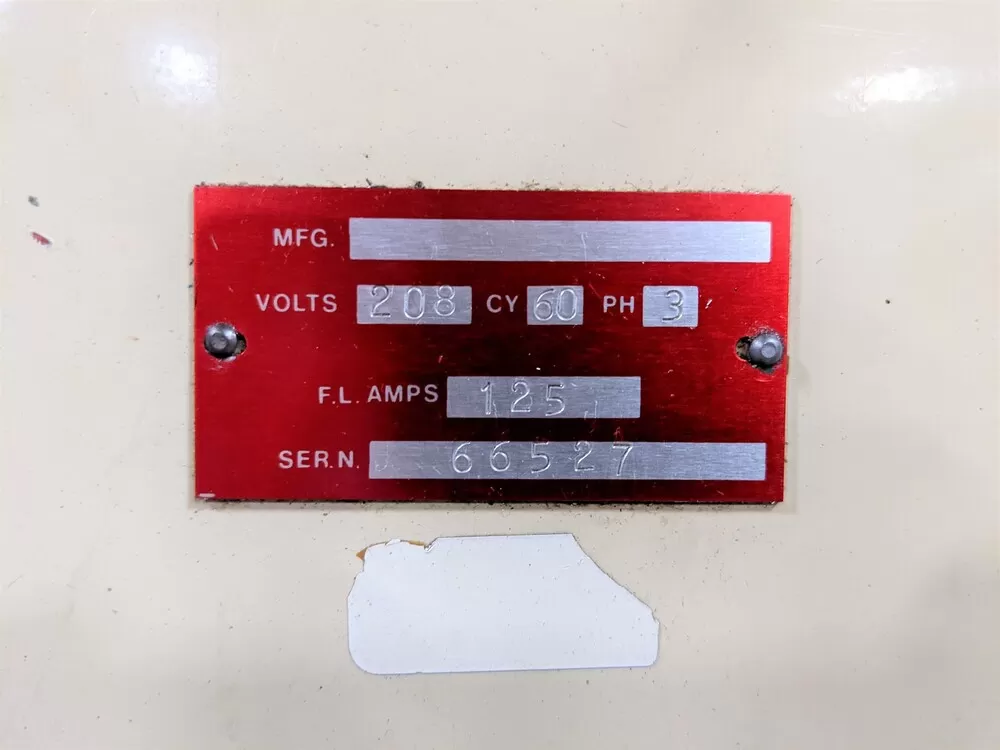 MFG.
VOLTS 208 CY 60 PH 3
F.L. AMPS 125
SER.N. 66527